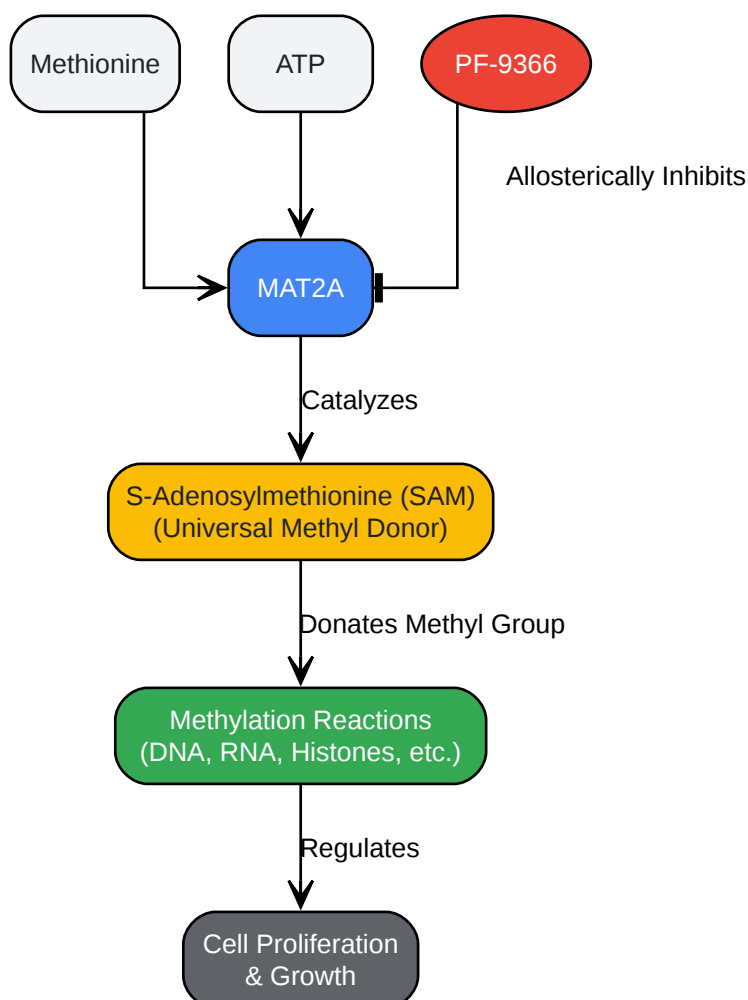 Methionine
ATP
PF-9366
Allosterically Inhibits
MAT2A
Catalyzes
S-Adenosylmethionine (SAM)
(Universal Methyl Donor)
Donates Methyl Group
Methylation Reactions
(DNA, RNA, Histones, etc.)
Regulates
Cell Proliferation
& Growth